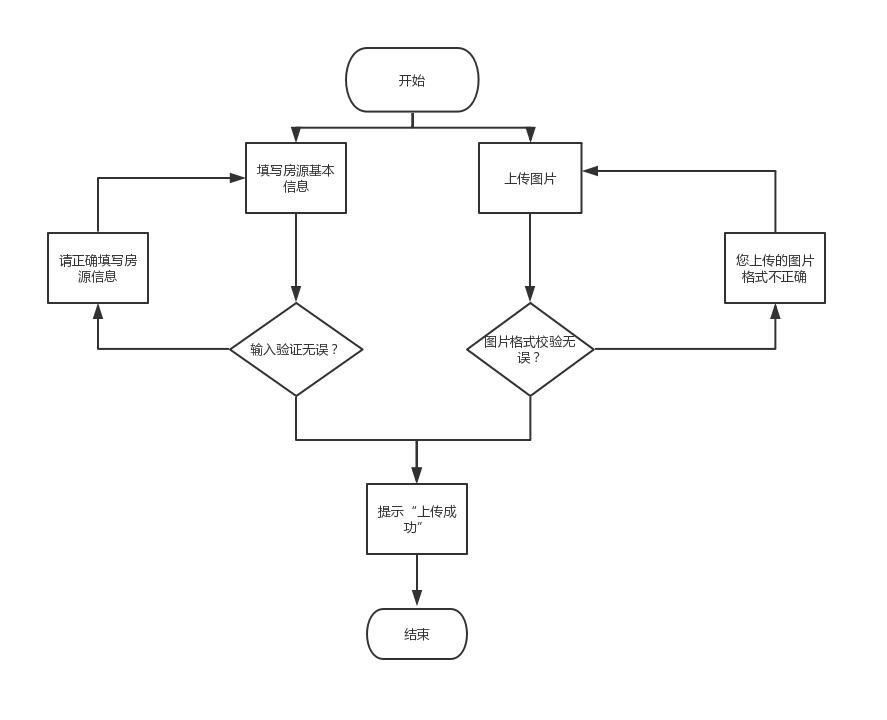 开始
填写房源基本
信息
上传图片
请正确填写房
源信息
您上传的图片
格式不正确
输入验证无误？
图片格式校验无
误？
提示“上传成
功”
结束